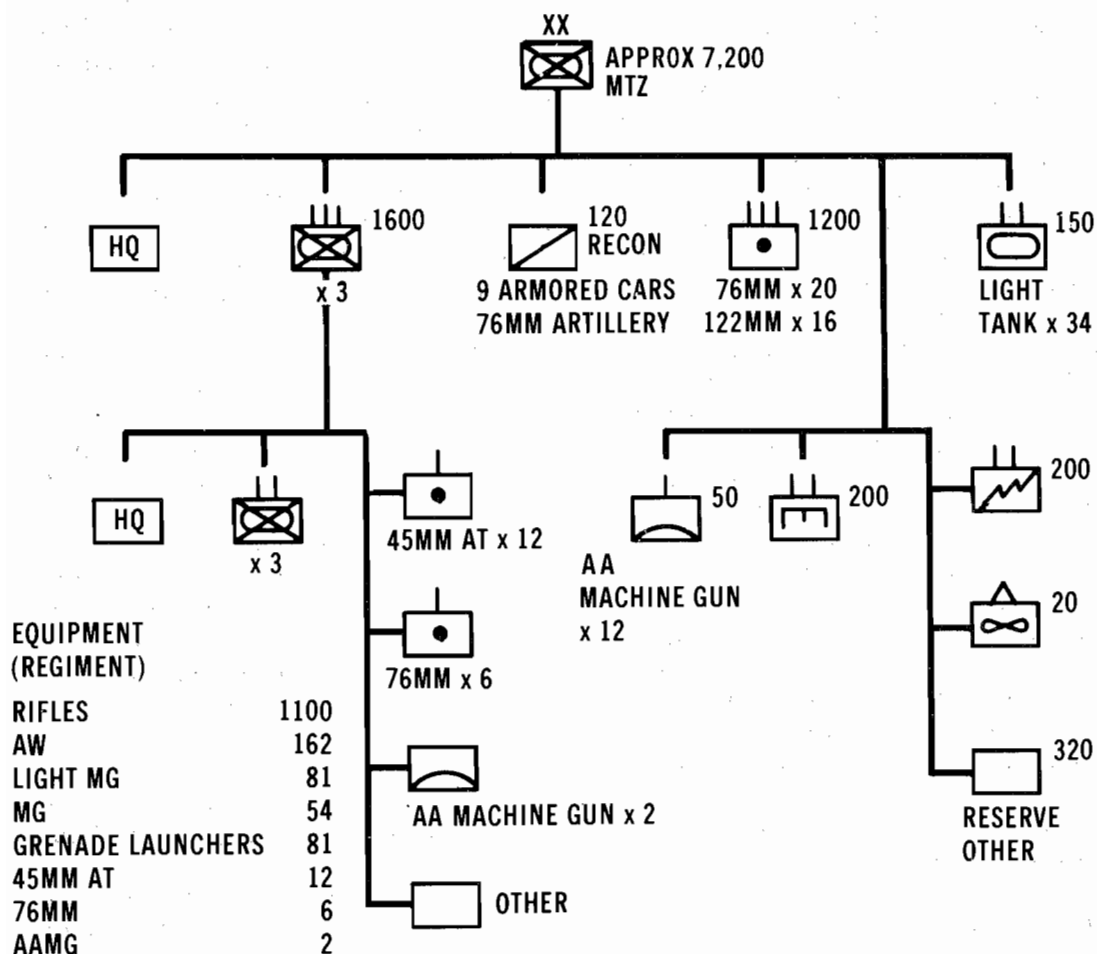 XX
APPROX 7,200
MTZ
HQ
1600
x 3
120
RECON
9 ARMORED CARS
76MM ARTILLERY
1200
76MM x 20
122MM x 16
150
LIGHT
TANK x 34
HQ
x 3
45MM AT x 12
76MM x 6
AA MACHINE GUN x 2
OTHER
50
AA
MACHINE GUN
x 12
200
200
20
320
RESERVE
OTHER
EQUIPMENT
(REGIMENT)
RIFLES 1100
AW 162
LIGHT MG 81
MG 54
GRENADE LAUNCHERS 81
45MM AT 12
76MM 6
AAMG 2